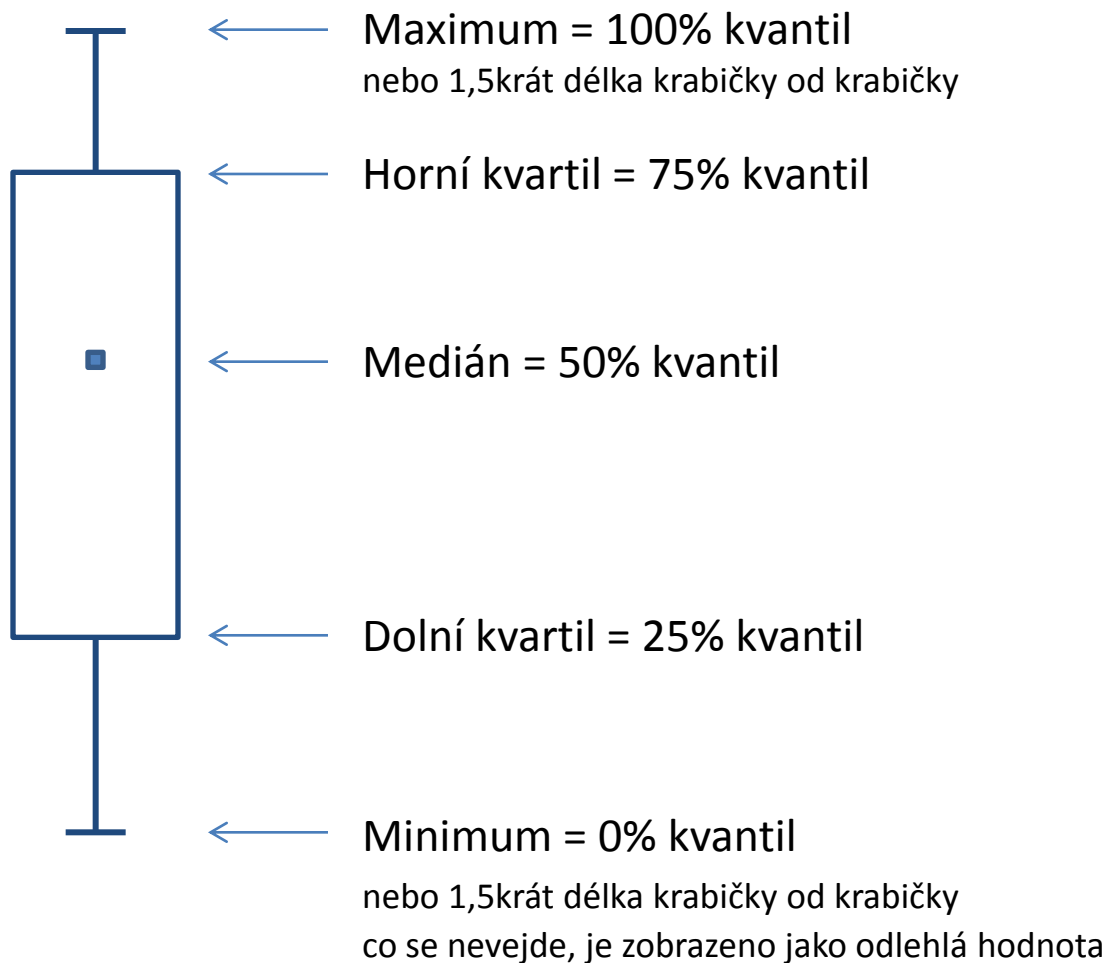 Maximum = 100% kvantil
nebo 1,5krát délka krabičky od krabičky
Horní kvartil = 75% kvantil
Medián = 50% kvantil
Dolní kvartil = 25% kvantil
Minimum = 0% kvantil
nebo 1,5krát délka krabičky od krabičky
co se nevejde, je zobrazeno jako odlehlá hodnota